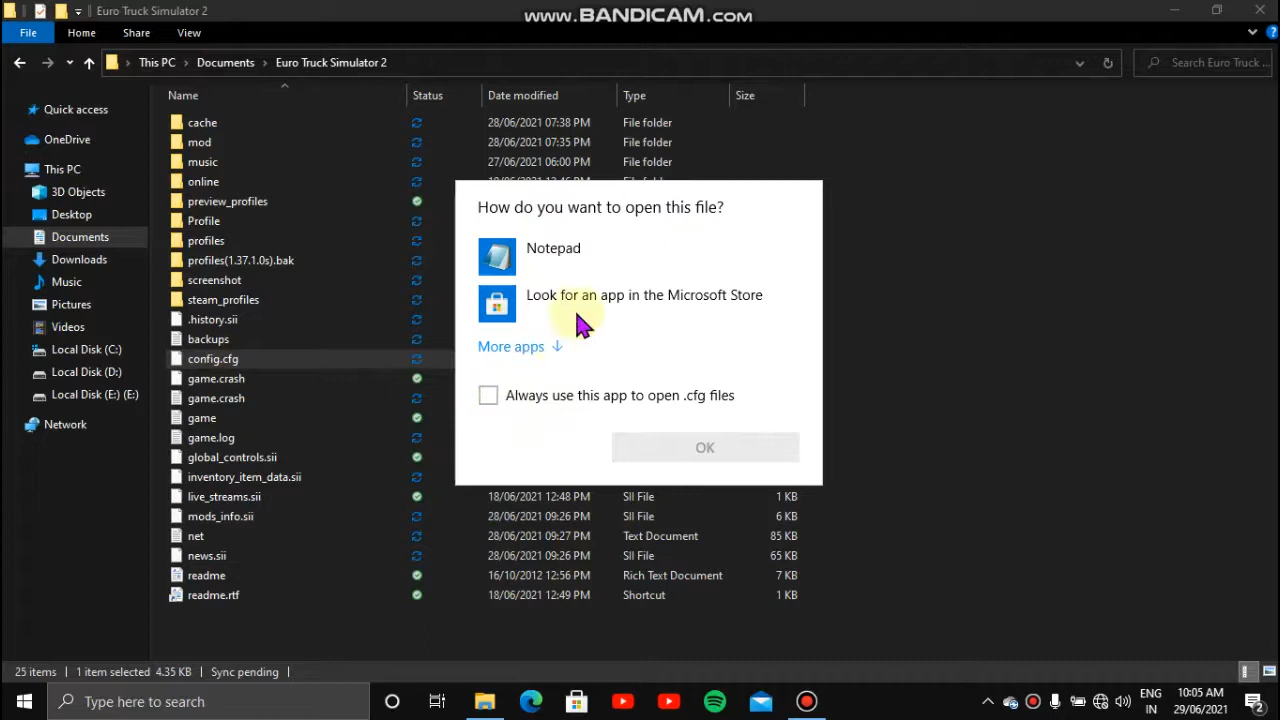 Euro Truck Simulator 2
www.BANDICAM.com
File Home Share View
This PC Documents Euro Truck Simulator 2
Search Euro Truck ...
Name Status Date modified Type Size
Quick access
OneDrive
This PC
3D Objects
Desktop
Documents
Downloads
Music
Pictures
Videos
Local Disk (C:)
Local Disk (D:)
Local Disk (E:) (E:)
Network
cache 28/06/2021 07:38 PM File folder
mod 28/06/2021 07:35 PM File folder
music 27/06/2021 06:00 PM File folder
online
preview_profiles
Profile
profiles
profiles(1.37.1.0s).bak
screenshot
steam_profiles
.history.sii
backups
config.cfg
game.crash
game.crash
game
game.log
global_controls.sii
inventory_item_data.sii
live_streams.sii 18/06/2021 12:48 PM SII File 1 KB
mods_info.sii 28/06/2021 09:26 PM SII File 6 KB
net 28/06/2021 09:27 PM Text Document 85 KB
news.sii 28/06/2021 09:26 PM SII File 65 KB
readme 16/10/2012 12:56 PM Rich Text Document 7 KB
readme.rtf 18/06/2021 12:49 PM Shortcut 1 KB
How do you want to open this file?
Notepad
Look for an app in the Microsoft Store
More apps
Always use this app to open .cfg files
OK
25 items 1 item selected 4.35 KB Sync pending
Type here to search
ENG
IN
10:05 AM
29/06/2021
2